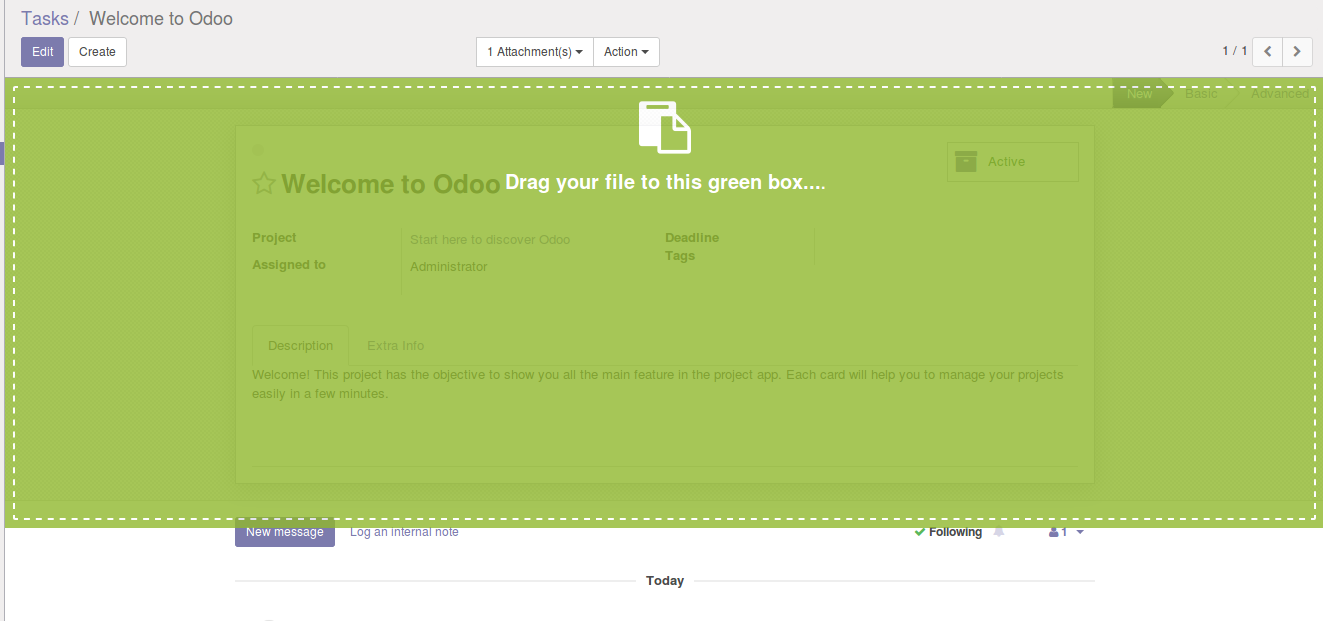 Tasks / Welcome to Odoo
Edit Create 1 Attachment(s) Action 1 / 1
New Basic Advanced
Active
Welcome to Odoo Drag your file to this green box....
Project Start here to discover Odoo Deadline
Tags
Assigned to Administrator
Description Extra Info
Welcome! This project has the objective to show you all the main feature in the project app. Each card will help you to manage your projects
easily in a few minutes.
New message Log an internal note Following 1
Today